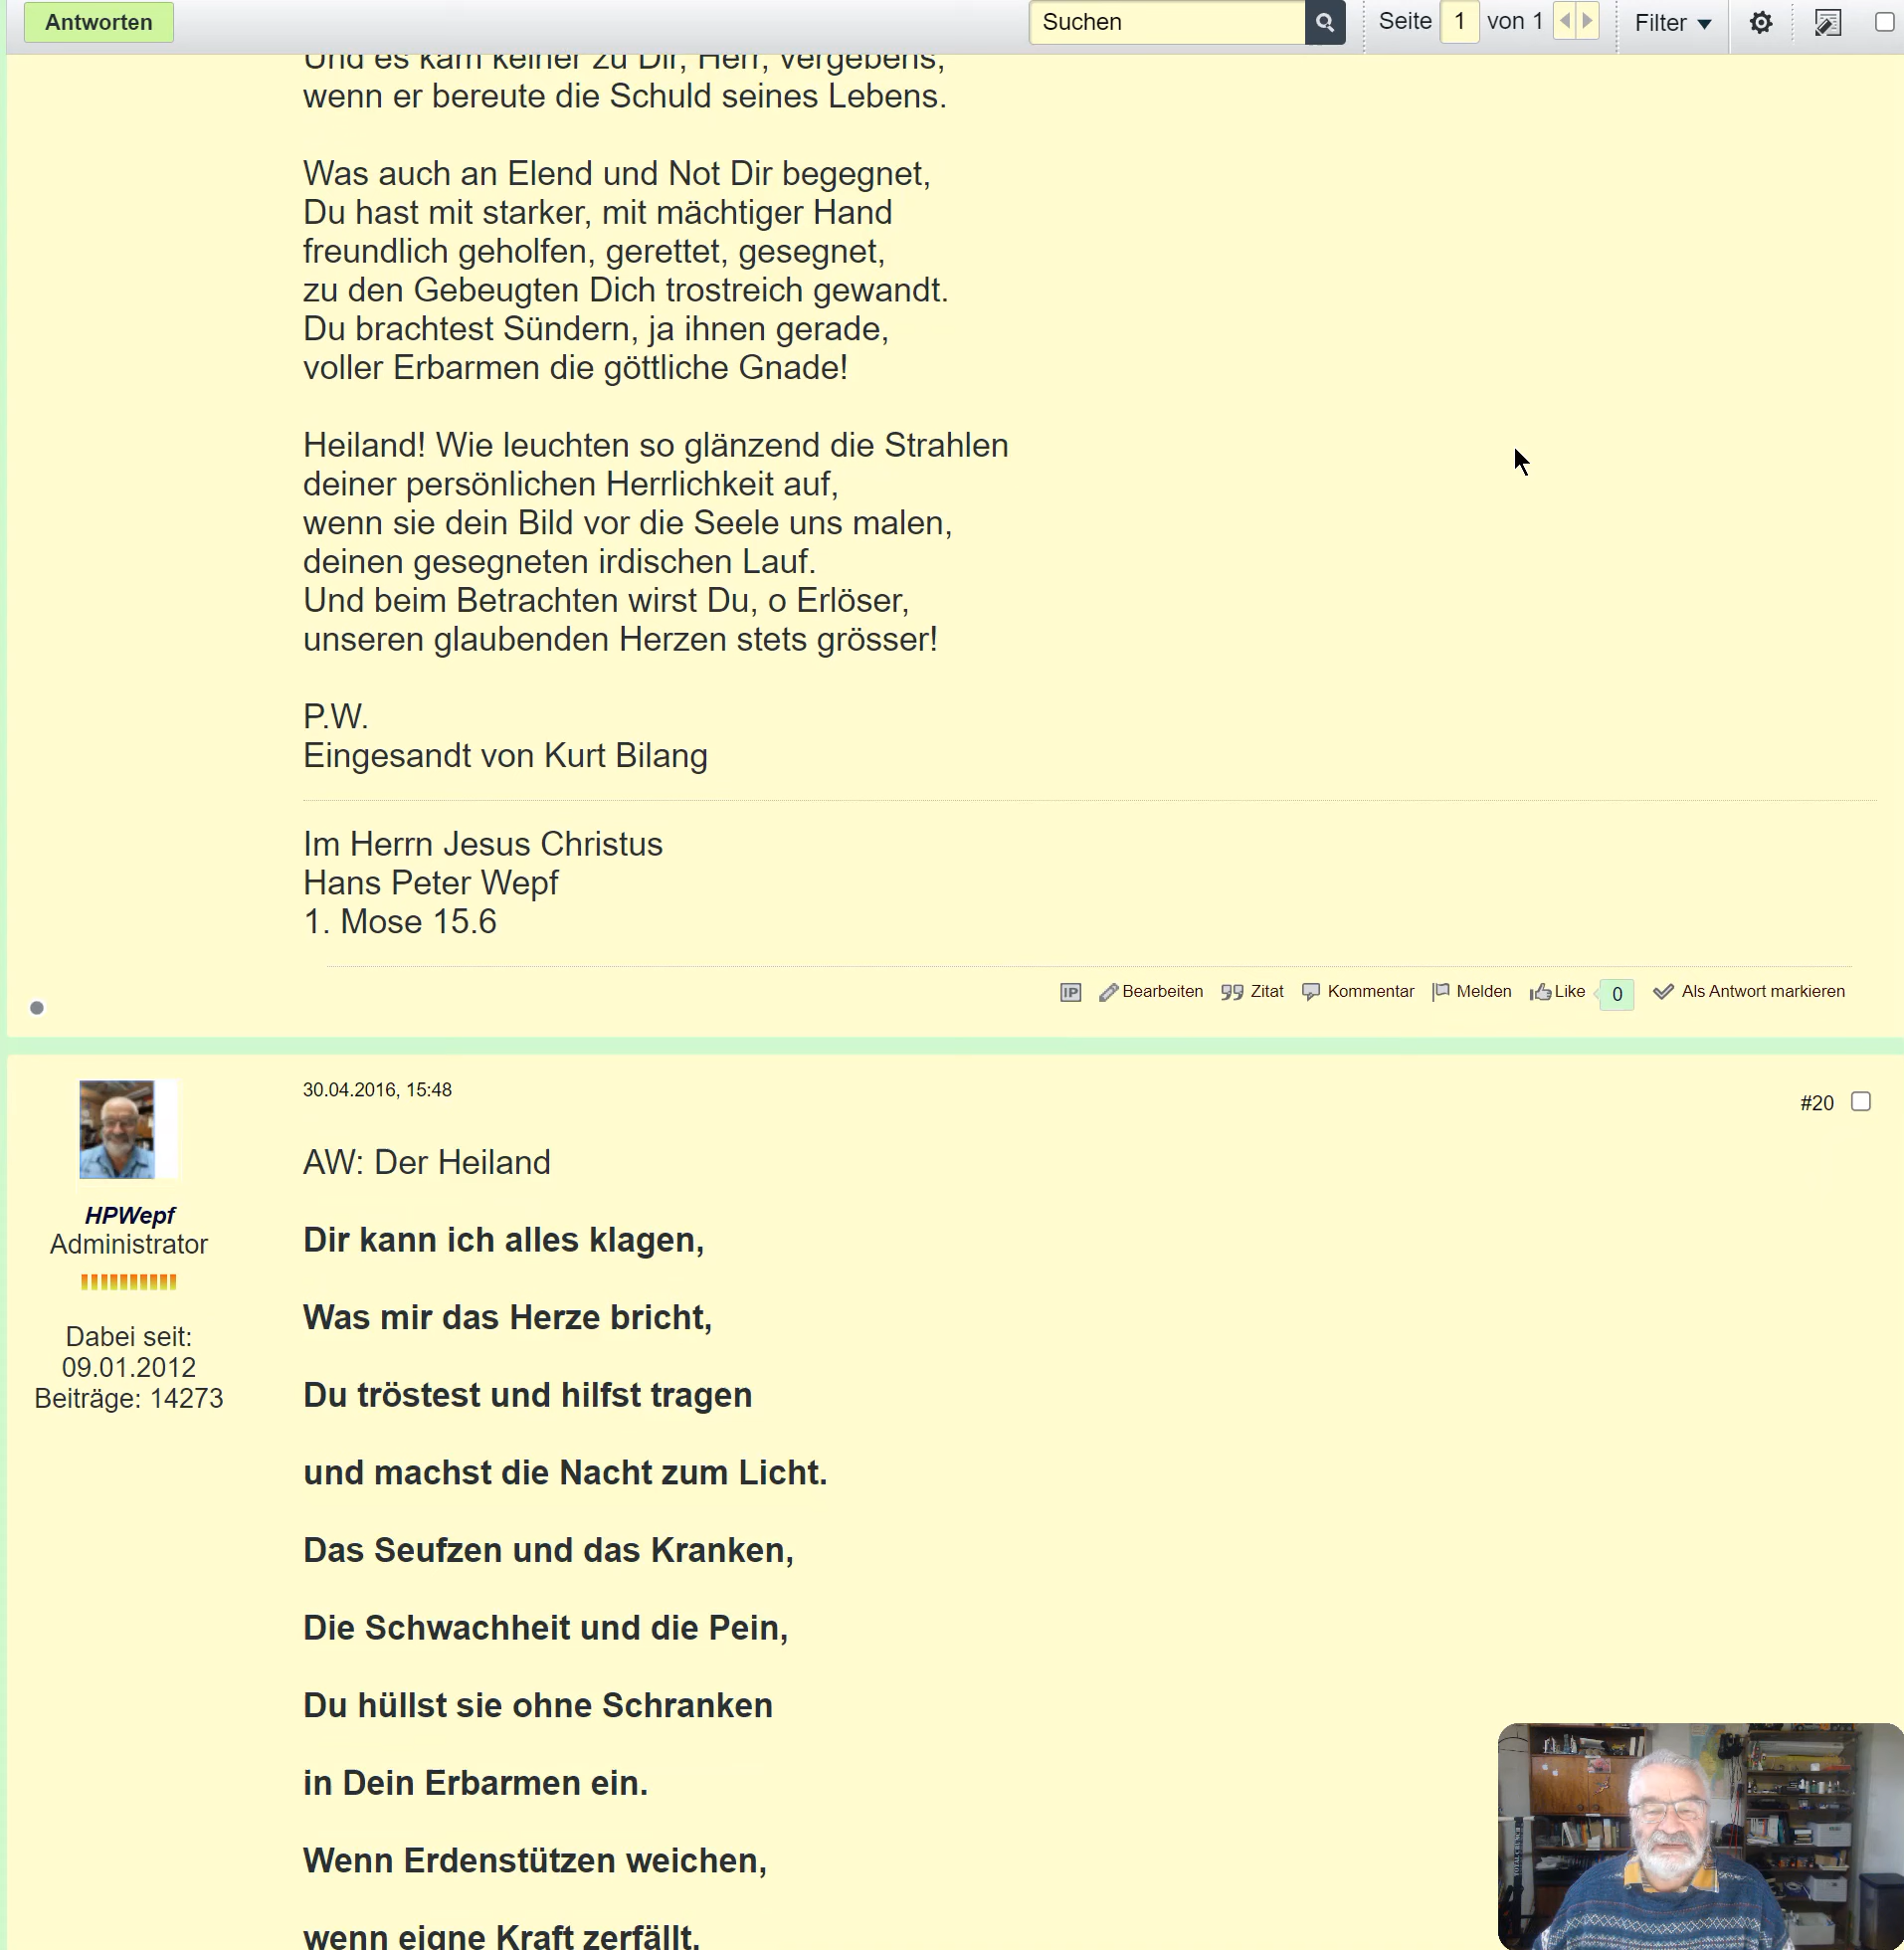 Antworten
Suchen
Seite 1 von 1
Filter
Und es kam keiner zu Dir, Herr, vergebens,
wenn er bereute die Schuld seines Lebens.
Was auch an Elend und Not Dir begegnet,
Du hast mit starker, mit mächtiger Hand
freundlich geholfen, gerettet, gesegnet,
zu den Gebeugten Dich trostreich gewandt.
Du brachtest Sündern, ja ihnen gerade,
voller Erbarmen die göttliche Gnade!
Heiland! Wie leuchten so glänzend die Strahlen
deiner persönlichen Herrlichkeit auf,
wenn sie dein Bild vor die Seele uns malen,
deinen gesegneten irdischen Lauf.
Und beim Betrachten wirst Du, o Erlöser,
unseren glaubenden Herzen stets grösser!
P.W.
Eingesandt von Kurt Bilang
Im Herrn Jesus Christus
Hans Peter Wepf
1. Mose 15.6
IP Bearbeiten Zitat Kommentar Melden Like 0 Als Antwort markieren
30.04.2016, 15:48
#20
HPWepf
Administrator
Dabei seit:
09.01.2012
Beiträge: 14273
AW: Der Heiland
Dir kann ich alles klagen,
Was mir das Herze bricht,
Du tröstest und hilfst tragen
und machst die Nacht zum Licht.
Das Seufzen und das Kranken,
Die Schwachheit und die Pein,
Du hüllst sie ohne Schranken
in Dein Erbarmen ein.
Wenn Erdenstützen weichen,
wenn eigne Kraft zerfällt,